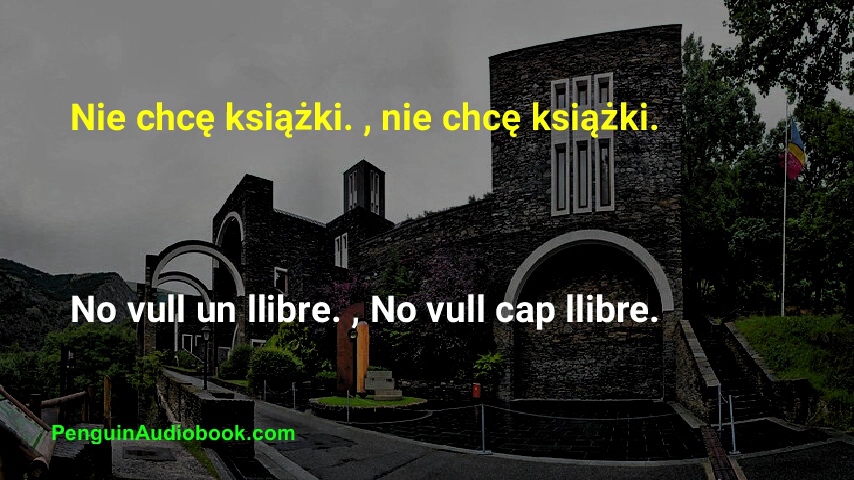 Nie chcę książki. , nie chcę książki.
No vull un llibre. , No vull cap llibre.
PenguinAudiobook.com